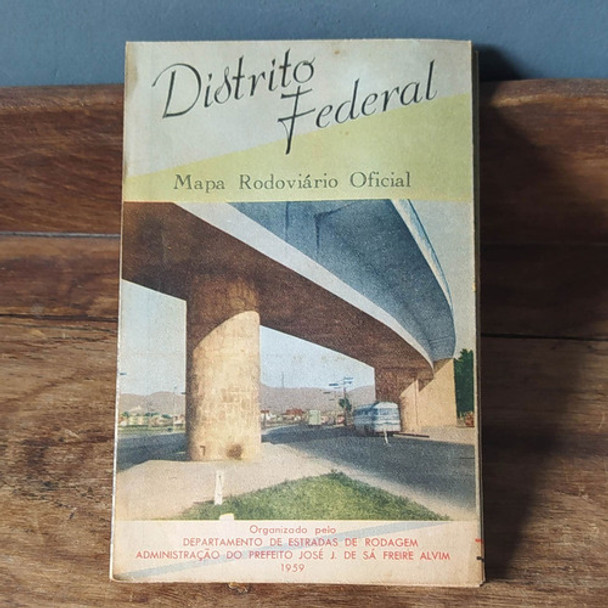 Distrito
Federal
Mapa Rodoviário Oficial
Organizado pelo
DEPARTAMENTO DE ESTRADAS DE RODAGEM
ADMINISTRAÇÃO DO PREFEITO JOSÉ J. DE SÁ FREIRE ALVIM
1959